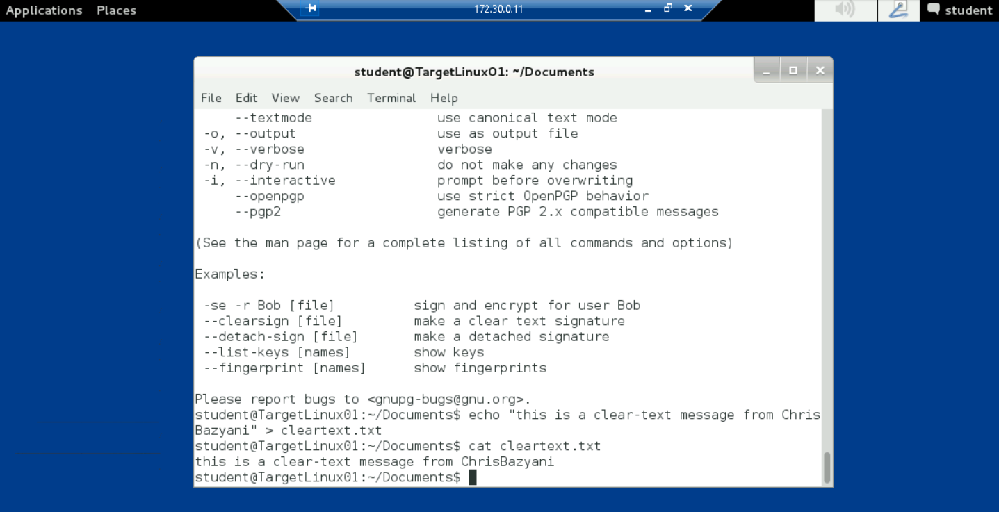 Applications Places 172.30.0.11 student
student@TargetLinux01: ~/Documents
File Edit View Search Terminal Help
     --textmode                use canonical text mode
 -o, --output                  use as output file
 -v, --verbose                 verbose
 -n, --dry-run                 do not make any changes
 -i, --interactive             prompt before overwriting
     --openpgp                 use strict OpenPGP behavior
     --pgp2                    generate PGP 2.x compatible messages
(See the man page for a complete listing of all commands and options)
Examples:
 -se -r Bob [file]          sign and encrypt for user Bob
 --clearsign [file]         make a clear text signature
 --detach-sign [file]       make a detached signature
 --list-keys [names]        show keys
 --fingerprint [names]      show fingerprints
Please report bugs to <gnupg-bugs@gnu.org>.
student@TargetLinux01:~/Documents$ echo "this is a clear-text message from Chris
Bazyani" > cleartext.txt
student@TargetLinux01:~/Documents$ cat cleartext.txt
this is a clear-text message from ChrisBazyani
student@TargetLinux01:~/Documents$